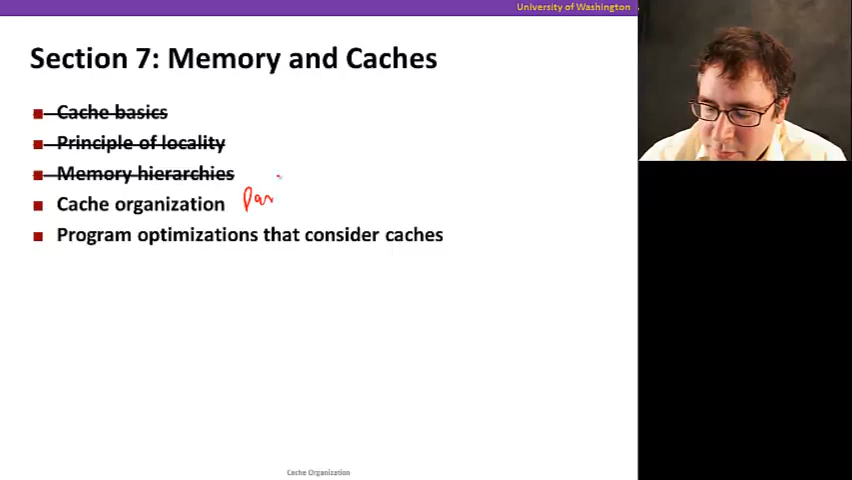 University of Washington
Section 7: Memory and Caches
Cache basics
Principle of locality
Memory hierarchies
Cache organization Par
Program optimizations that consider caches
Cache Organization